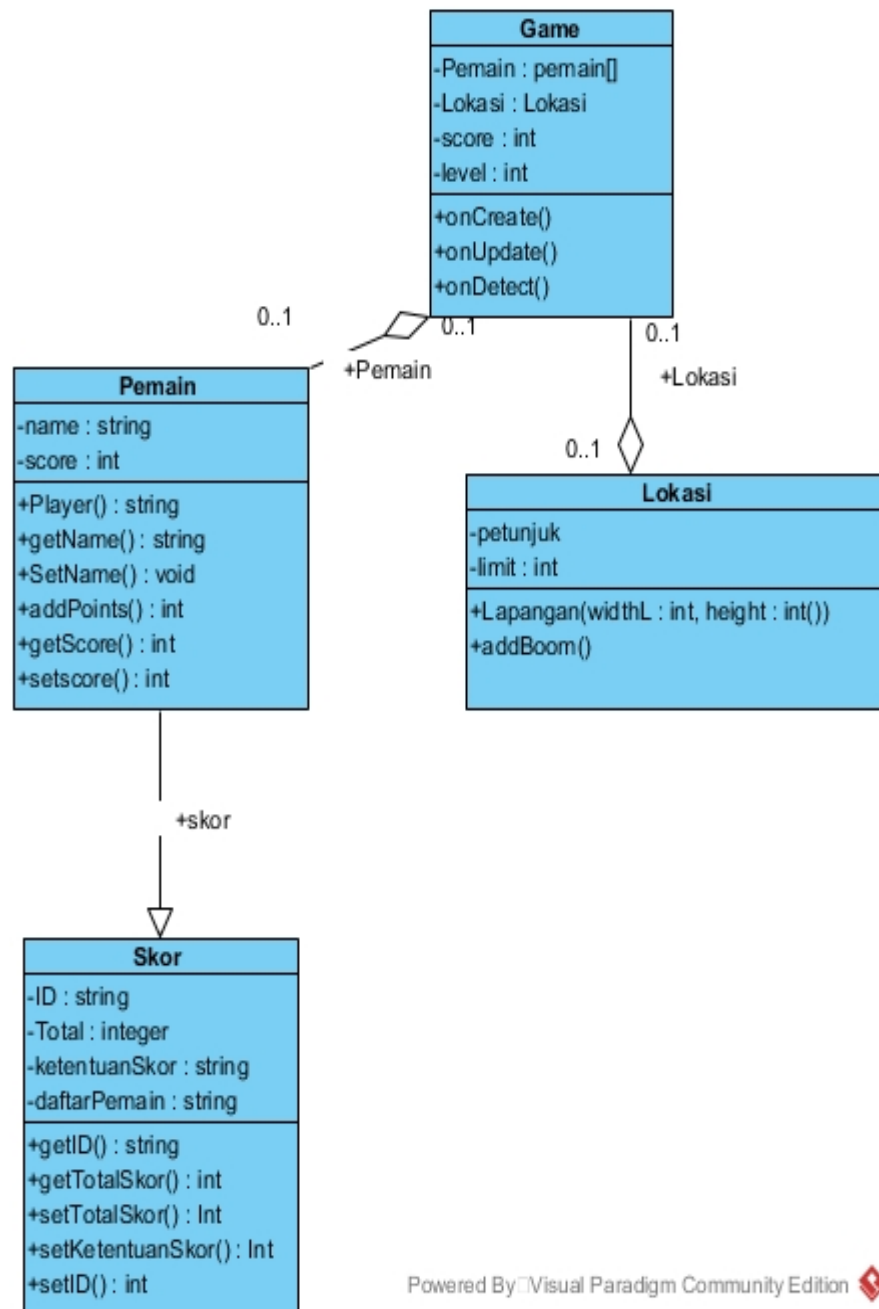 Game
-Pemain : pemain[]
-Lokasi : Lokasi
-score : int
-level : int
+onCreate()
+onUpdate()
+onDetect()
0..1
0..1
+Pemain
0..1
+Lokasi
0..1
Pemain
-name : string
-score : int
+Player() : string
+getName() : string
+SetName() : void
+addPoints() : int
+getScore() : int
+setscore() : int
Lokasi
-petunjuk
-limit : int
+Lapangan(widthL : int, height : int())
+addBoom()
+skor
Skor
-ID : string
-Total : integer
-ketentuanSkor : string
-daftarPemain : string
+getID() : string
+getTotalSkor() : int
+setTotalSkor() : Int
+setKetentuanSkor() : Int
+setID() : int
Powered By Visual Paradigm Community Edition